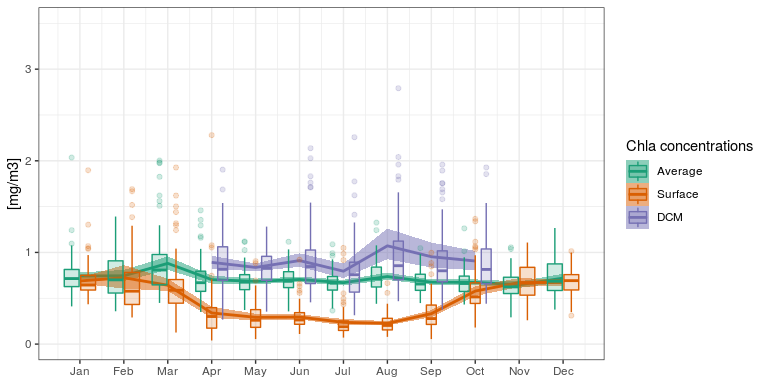 [mg/m3]
3
2
1
0
Jan Feb Mar Apr May Jun Jul Aug Sep Oct Nov Dec
Chla concentrations
Average
Surface
DCM